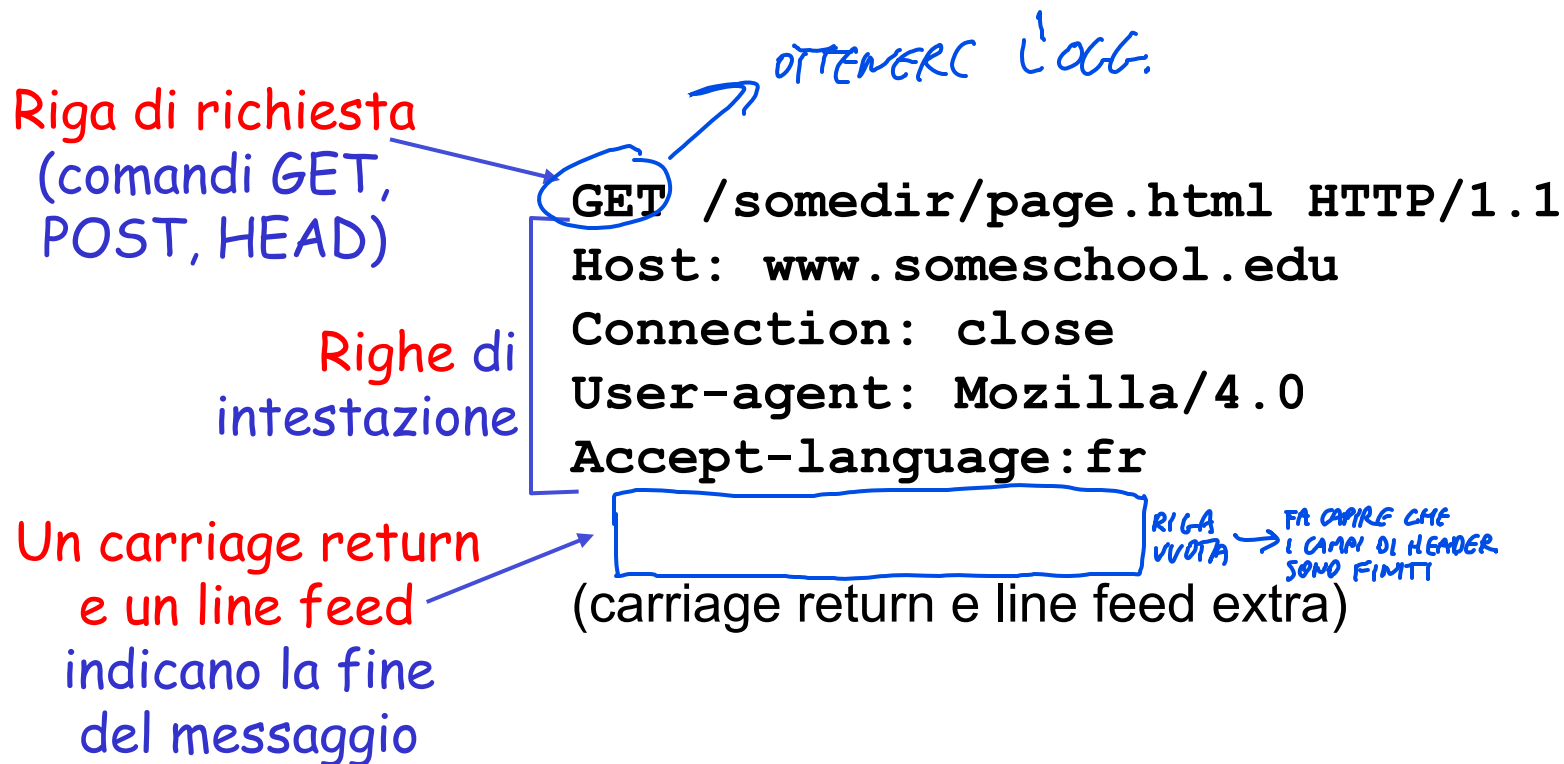 OTTENERE L'OGG.
Riga di richiesta
(comandi GET,
POST, HEAD)
GET /somedir/page.html HTTP/1.1
Host: www.someschool.edu
Connection: close
User-agent: Mozilla/4.0
Accept-language:fr
Righe di
intestazione
Un carriage return
e un line feed
indicano la fine
del messaggio
RIGA
VUOTA
FA CAPIRE CHE
I CAMPI DI HEADER
SONO FINITI
(carriage return e line feed extra)